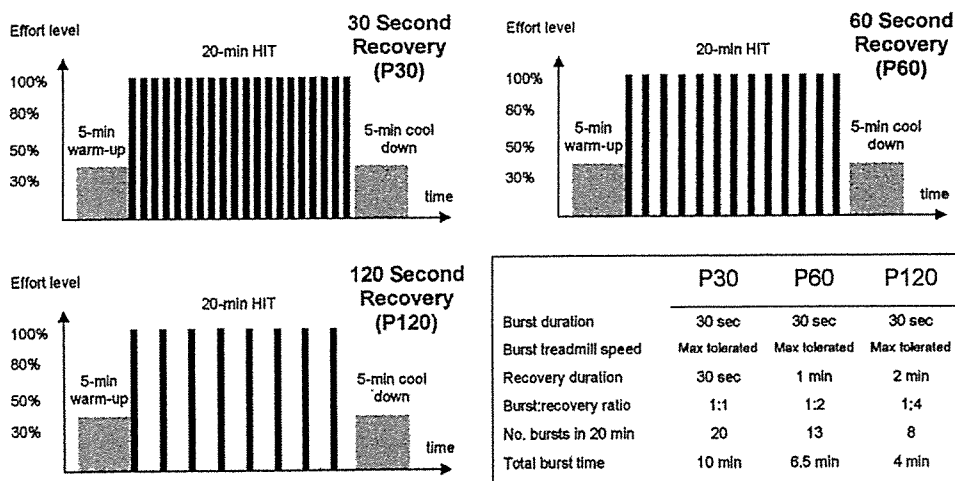 Effort level
30 Second
Recovery
(P30)
20-min HIT
100%
80%
50%
30%
5-min
warm-up
5-min cool
down
time
Effort level
60 Second
Recovery
(P60)
20-min HIT
100%
80%
50%
30%
5-min
warm-up
5-min cool
down
time
Effort level
120 Second
Recovery
(P120)
20-min HIT
100%
80%
50%
30%
5-min
warm-up
5-min cool
down
time
P30 P60 P120
Burst duration 30 sec 30 sec 30 sec
Burst treadmill speed Max tolerated Max tolerated Max tolerated
Recovery duration 30 sec 1 min 2 min
Burst:recovery ratio 1:1 1:2 1:4
No. bursts in 20 min 20 13 8
Total burst time 10 min 6.5 min 4 min